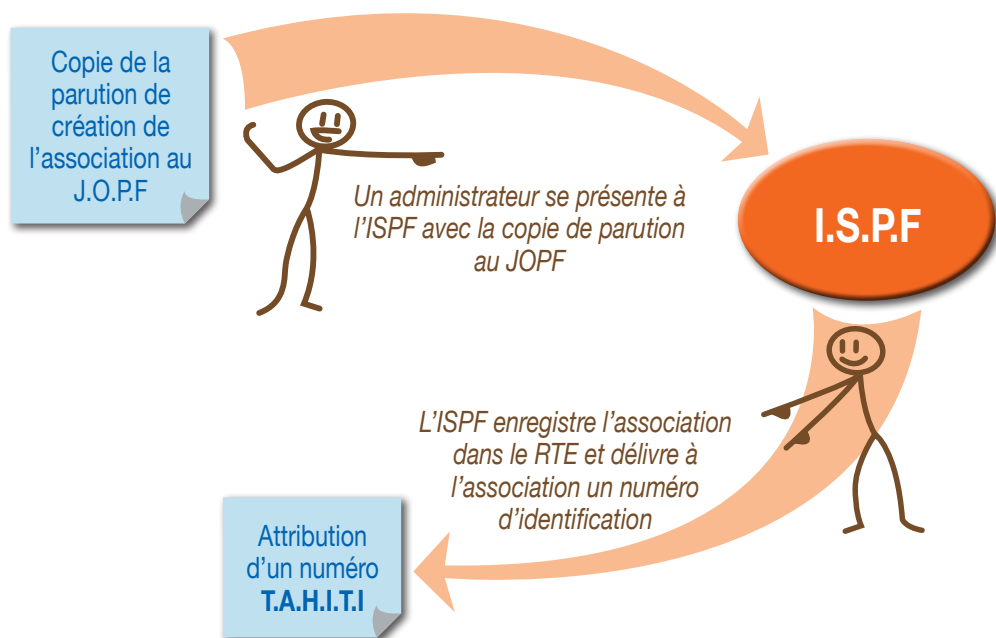 Copie de la
parution de
création de
l’association au
J.O.P.F
Un administrateur se présente à
l’ISPF avec la copie de parution
au JOPF
I.S.P.F
L’ISPF enregistre l’association
dans le RTE et délivre à
l’association un numéro
d’identification
Attribution
d’un numéro
T.A.H.I.T.I